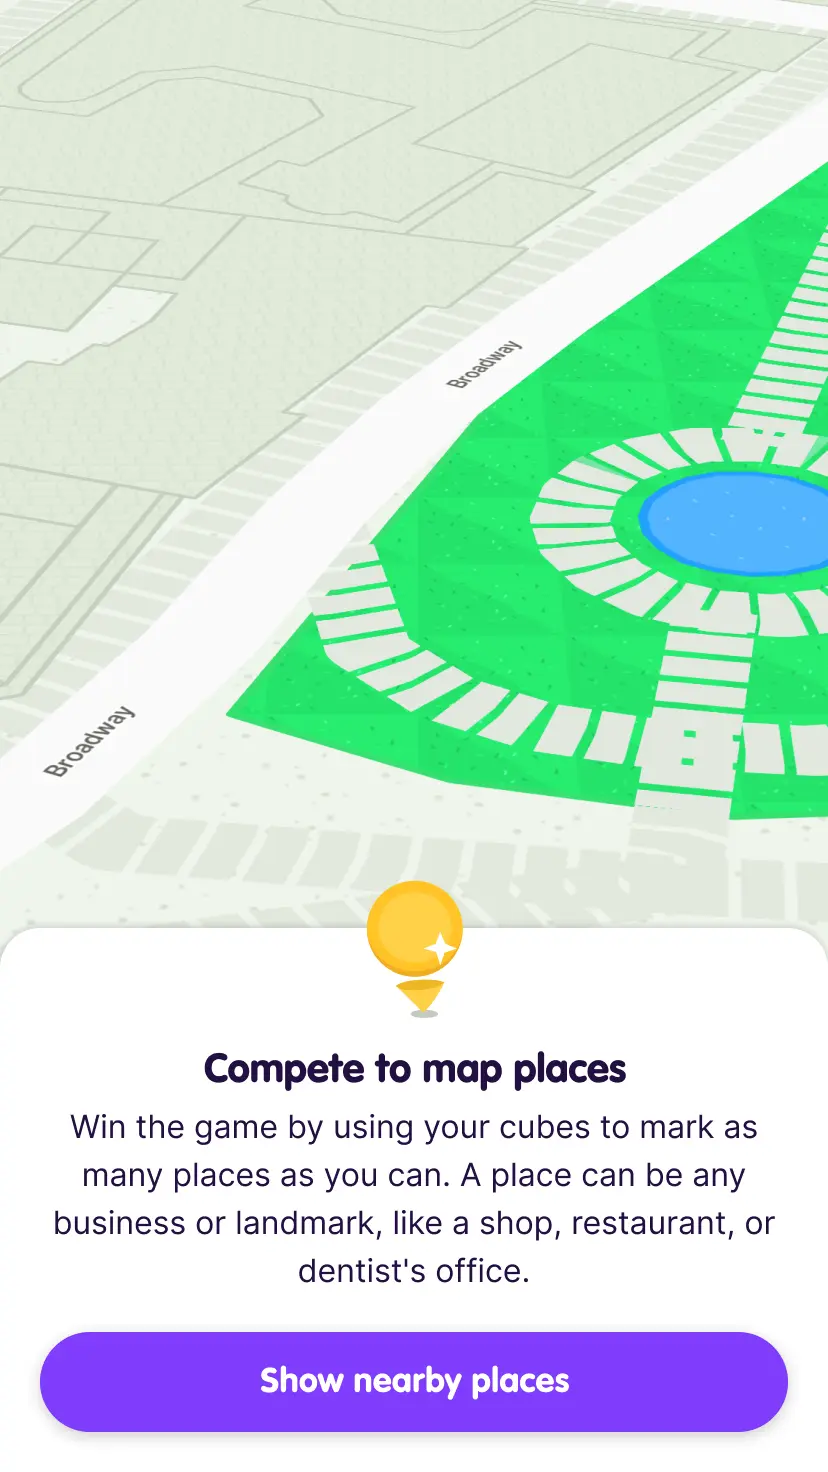 Broadway
Broadway
Compete to map places
Win the game by using your cubes to mark as
many places as you can. A place can be any
business or landmark, like a shop, restaurant, or
dentist's office.
Show nearby places